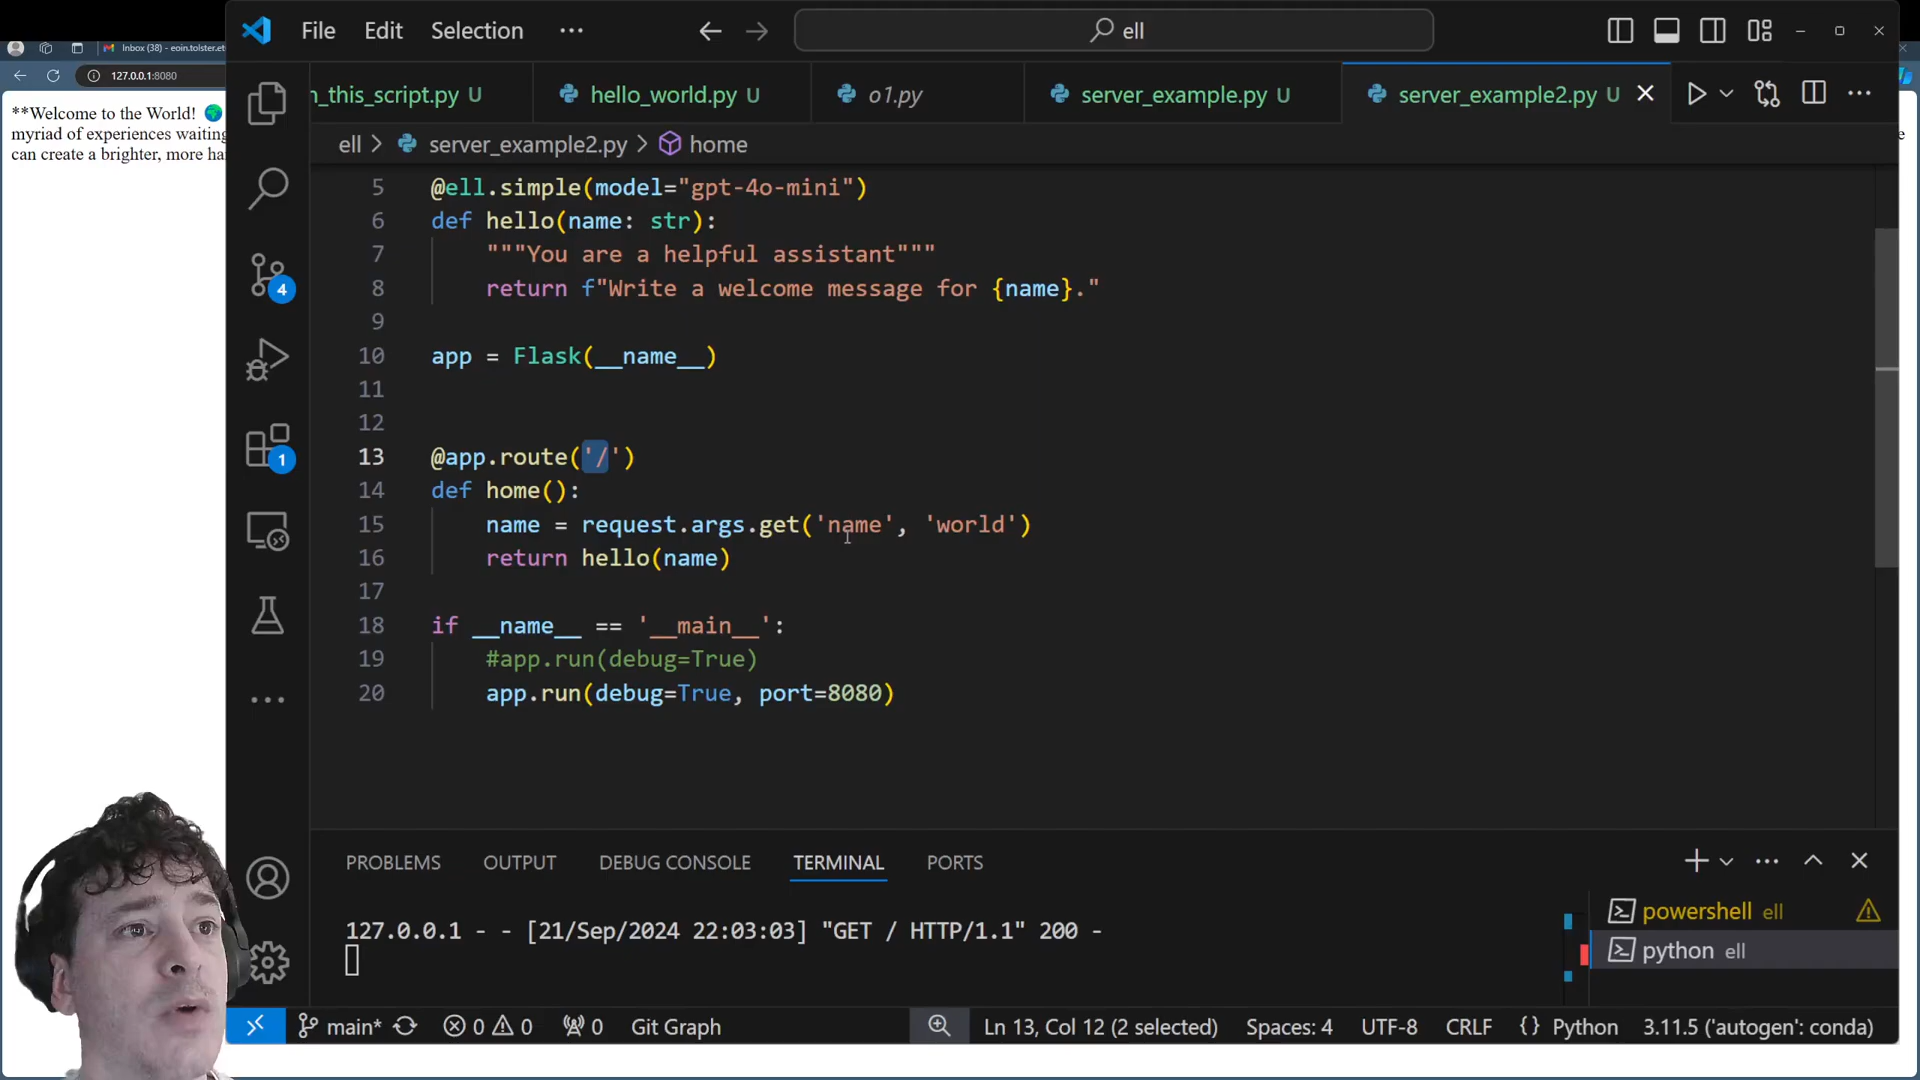 File Edit Selection ··· ell
Inbox (38) - eoin.tolster.et
127.0.0.1:8080
**Welcome to the World! 🌍
myriad of experiences waiting
can create a brighter, more ha
n_this_script.py U hello_world.py U o1.py server_example.py U server_example2.py U
ell > server_example2.py > home
5 @ell.simple(model="gpt-4o-mini")
6 def hello(name: str):
7 """You are a helpful assistant"""
8 return f"Write a welcome message for {name}."
9
10 app = Flask(__name__)
11
12
13 @app.route('/')
14 def home():
15 name = request.args.get('name', 'world')
16 return hello(name)
17
18 if __name__ == '__main__':
19 #app.run(debug=True)
20 app.run(debug=True, port=8080)
4
1
PROBLEMS OUTPUT DEBUG CONSOLE TERMINAL PORTS
127.0.0.1 - - [21/Sep/2024 22:03:03] "GET / HTTP/1.1" 200 -
powershell ell
python ell
main* 0 0 0 Git Graph Ln 13, Col 12 (2 selected) Spaces: 4 UTF-8 CRLF {} Python 3.11.5 ('autogen': conda)